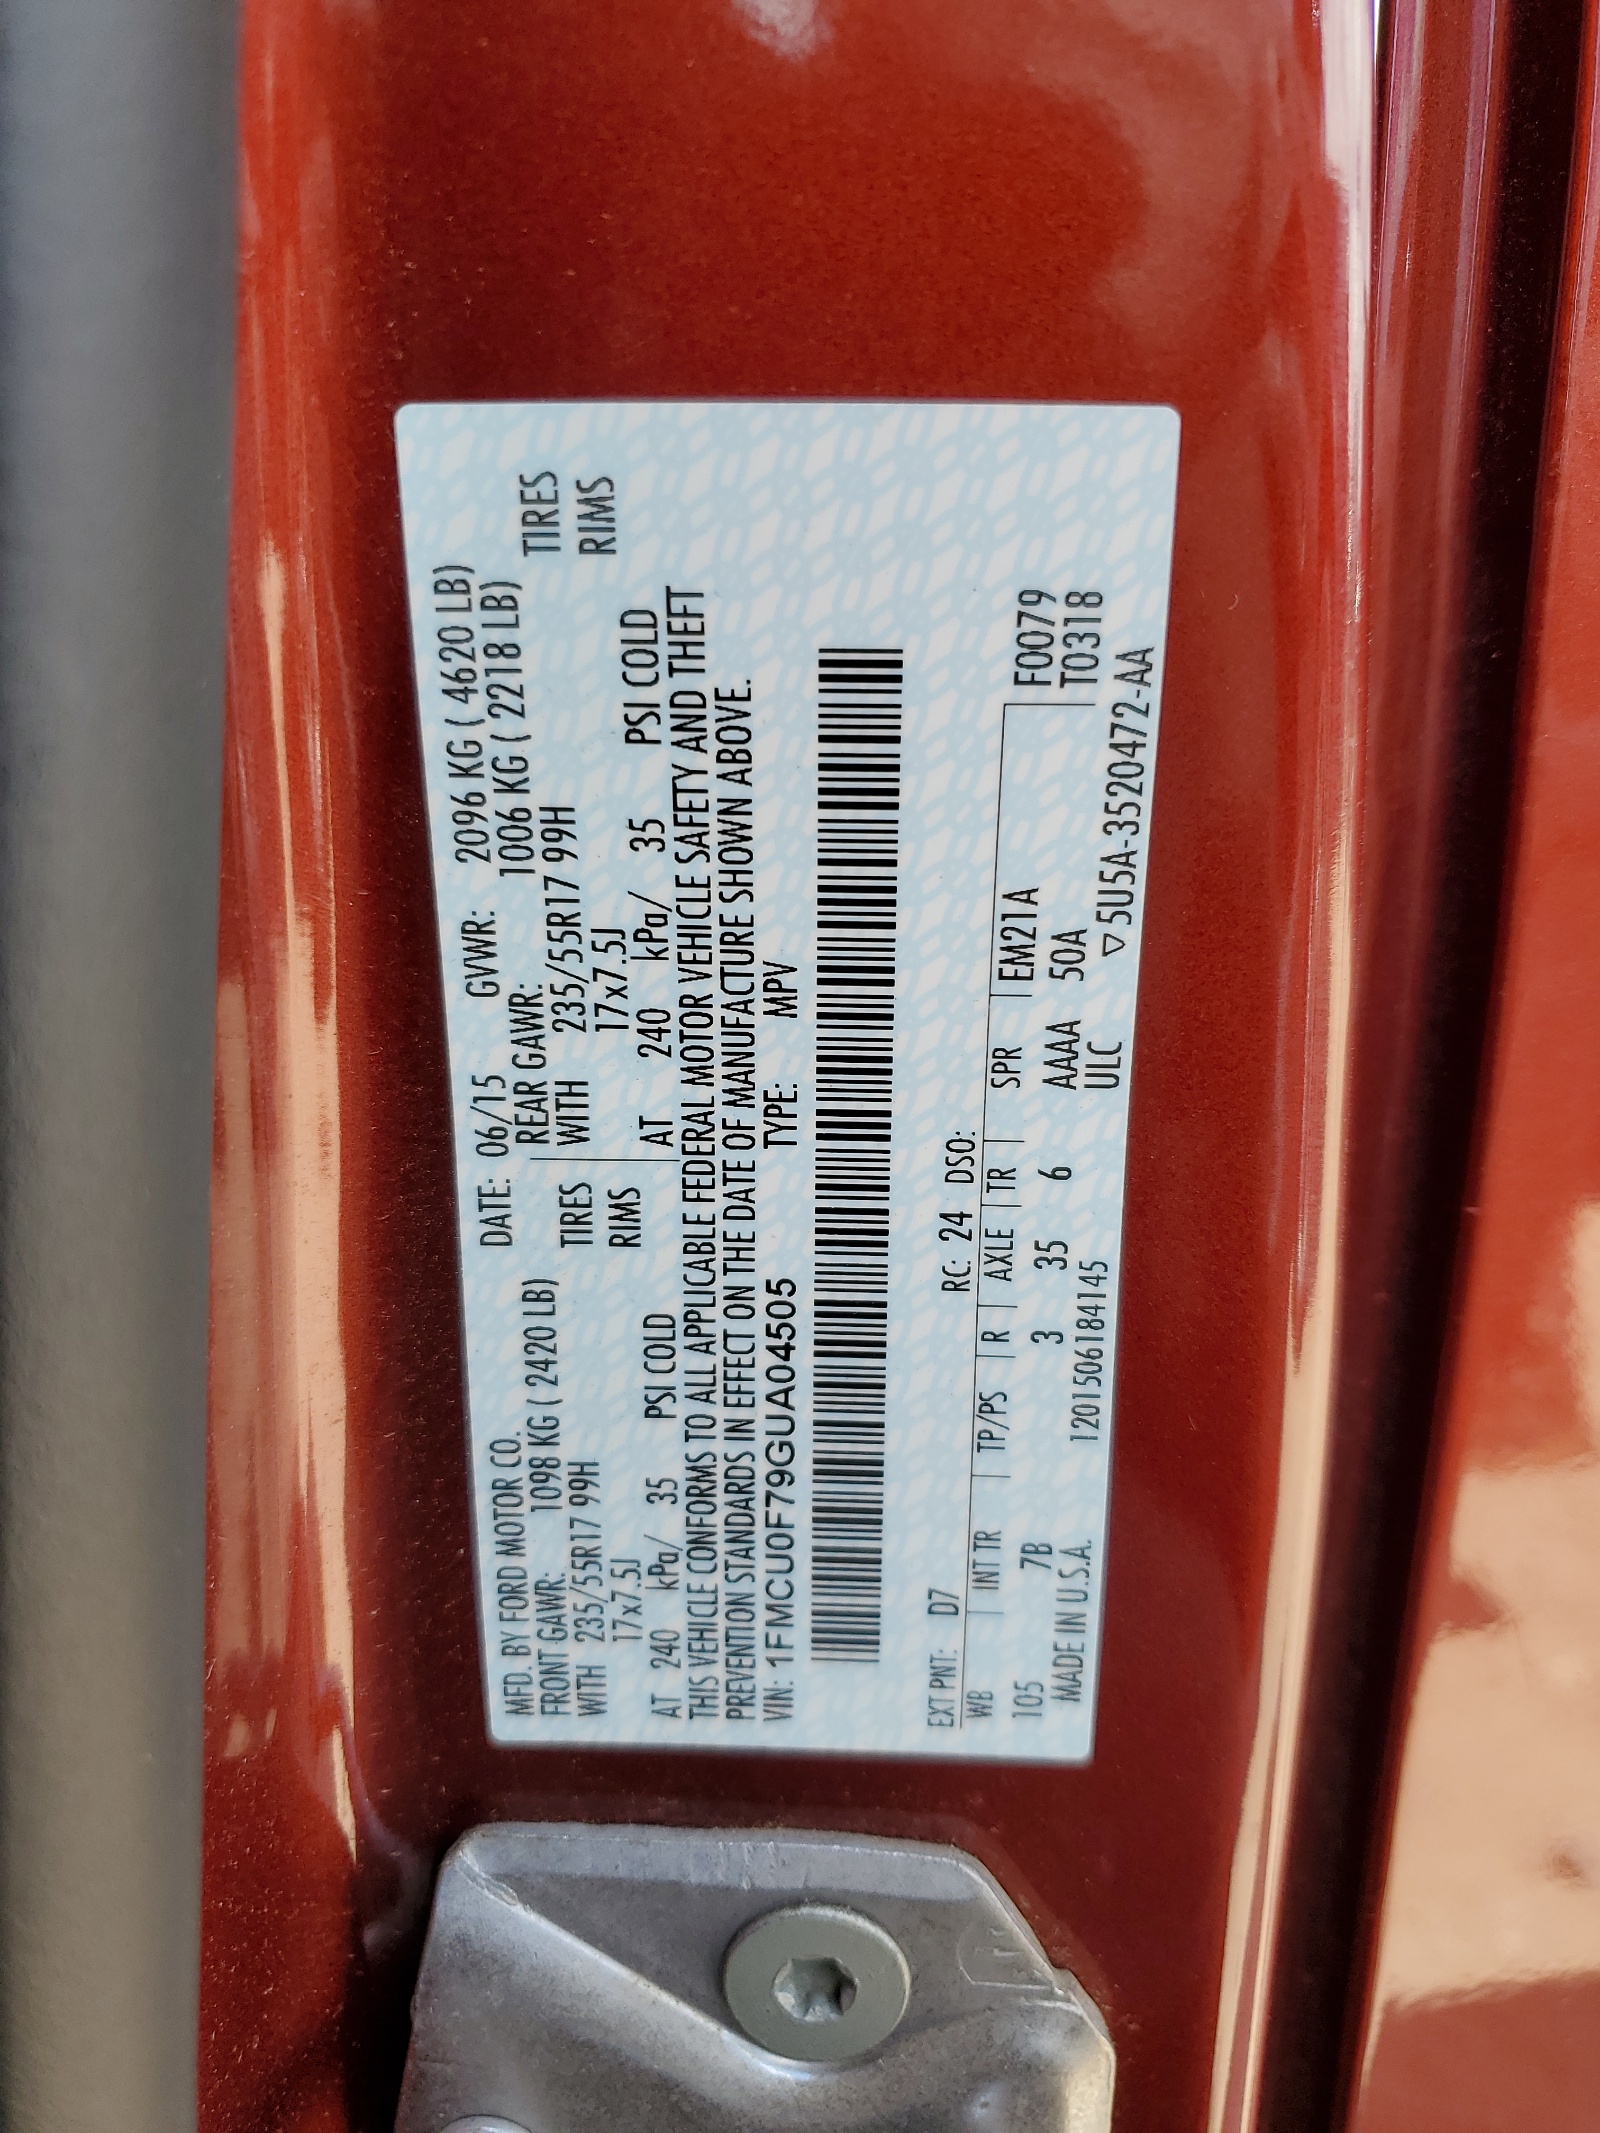 MFD. BY FORD MOTOR CO. DATE: 06/15 GVWR: 2096 KG ( 4620 LB)
FRONT GAWR: 1098 KG ( 2420 LB) REAR GAWR: 1006 KG ( 2218 LB)
WITH 235/55R17 99H TIRES WITH 235/55R17 99H TIRES
17x7.5J RIMS 17x7.5J RIMS
AT 240 kPa/ 35 PSI COLD AT 240 kPa/ 35 PSI COLD
THIS VEHICLE CONFORMS TO ALL APPLICABLE FEDERAL MOTOR VEHICLE SAFETY AND THEFT
PREVENTION STANDARDS IN EFFECT ON THE DATE OF MANUFACTURE SHOWN ABOVE.
VIN: 1FMCU0F79GUA04505 TYPE: MPV
EXT PNT: D7 RC: 24 DSO:
WB INT TR TP/PS R AXLE TR SPR EM21A F0079
105 7B 3 35 6 AAAA 50A T0318
MADE IN U.S.A. 1201506184145 ULC ▽5U5A-3520472-AA